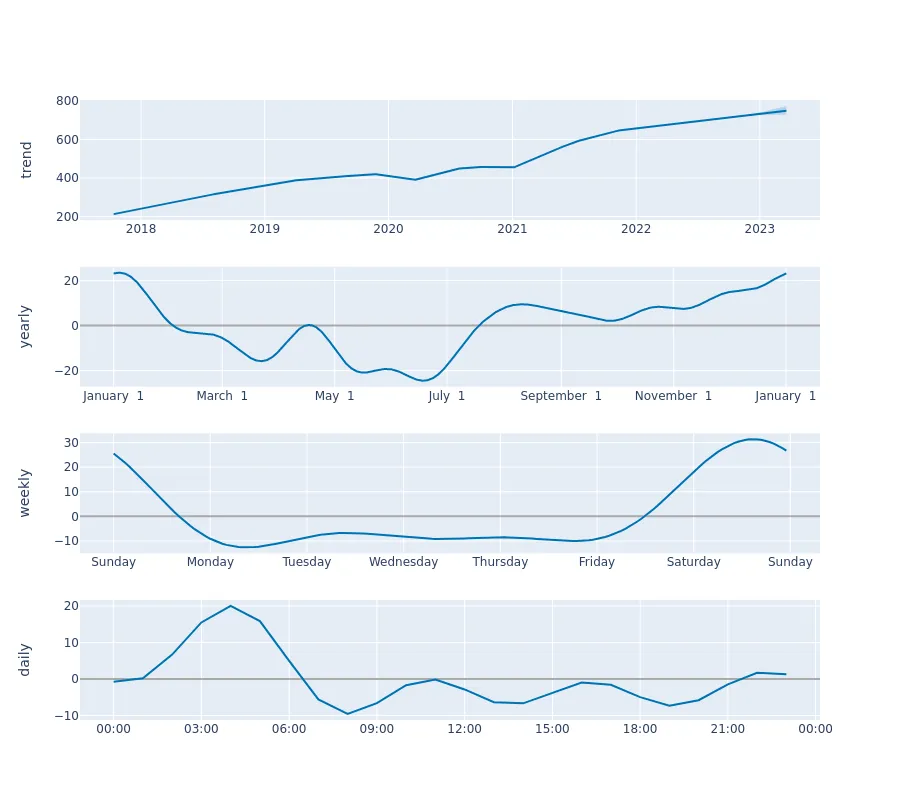 trend
800
600
400
200
2018 2019 2020 2021 2022 2023
yearly
20
0
−20
January 1 March 1 May 1 July 1 September 1 November 1 January 1
weekly
30
20
10
0
−10
Sunday Monday Tuesday Wednesday Thursday Friday Saturday Sunday
daily
20
10
0
−10
00:00 03:00 06:00 09:00 12:00 15:00 18:00 21:00 00:00